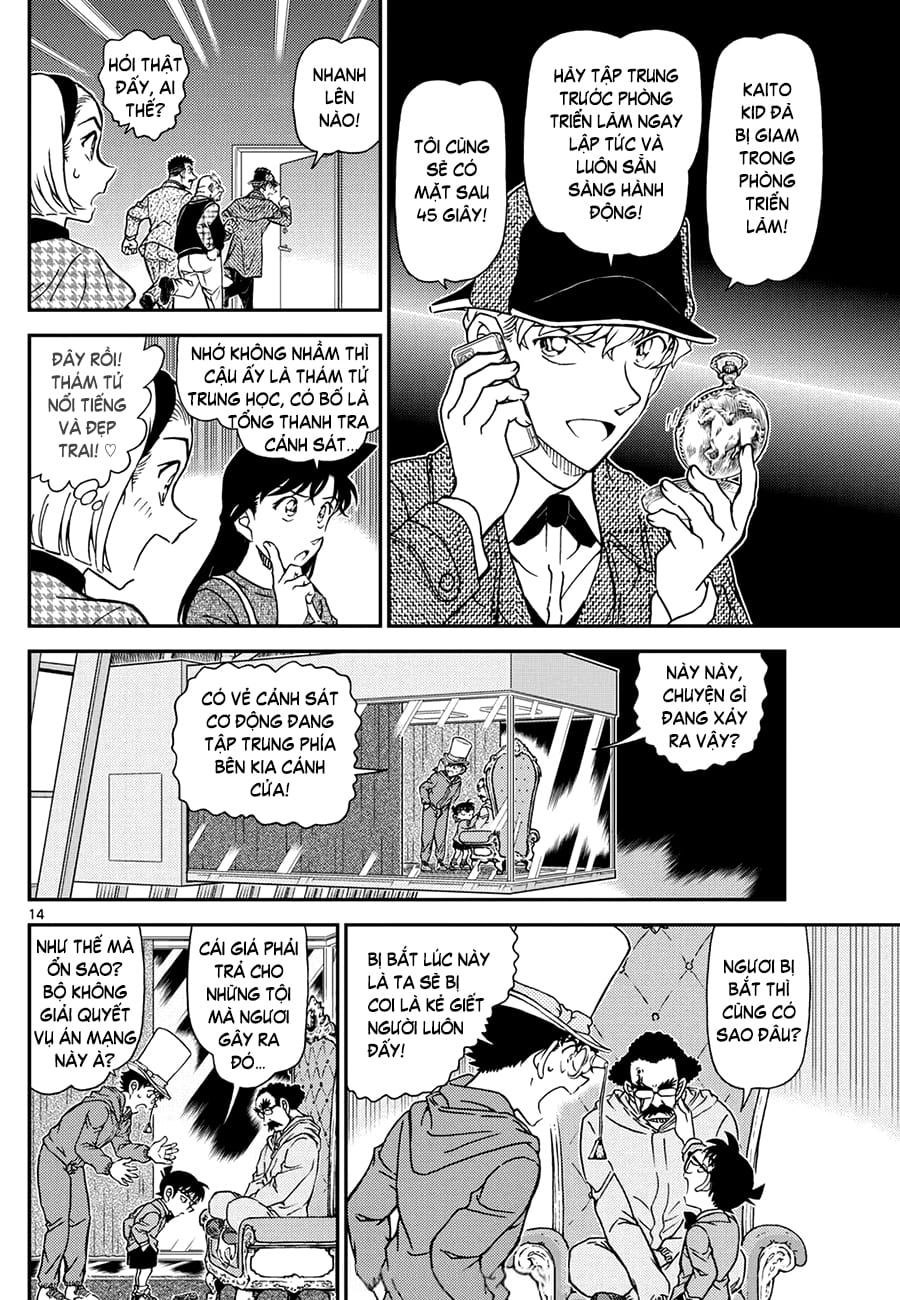 KAITO
KID ĐÃ
BỊ GIAM
TRONG
PHÒNG
TRIỂN
LÃM!
HÃY TẬP TRUNG
TRƯỚC PHÒNG
TRIỂN LÃM NGAY
LẬP TỨC VÀ
LUÔN SẴN
SÀNG HÀNH
ĐỘNG!
TÔI CŨNG
SẼ CÓ
MẶT SAU
45 GIÂY!
NHANH
LÊN
NÀO!
HỎI THẬT
ĐẤY, AI
THẾ?
NHỚ KHÔNG NHẦM THÌ
CẬU ẤY LÀ THÁM TỬ
TRUNG HỌC, CÓ BỐ LÀ
TỔNG THANH TRA
CẢNH SÁT...
ĐÂY RỒI!
THÁM TỬ
NỔI TIẾNG
VÀ ĐẸP
TRAI! ♡
NÀY NÀY,
CHUYỆN GÌ
ĐANG XẢY
RA VẬY?
CÓ VẺ CẢNH SÁT
CƠ ĐỘNG ĐANG
TẬP TRUNG PHÍA
BÊN KIA CÁNH
CỬA!
14
NGƯƠI BỊ
BẮT THÌ
CŨNG CÓ
SAO ĐÂU?
BỊ BẮT LÚC NÀY
LÀ TA SẼ BỊ
COI LÀ KẺ GIẾT
NGƯỜI LUÔN
ĐẤY!
CÁI GIÁ PHẢI
TRẢ CHO
NHỮNG TỘI
MÀ NGƯƠI
GÂY RA
ĐÓ...
NHƯ THẾ MÀ
ỔN SAO?
BỘ KHÔNG
GIẢI QUYẾT
VỤ ÁN MẠNG
NÀY À?